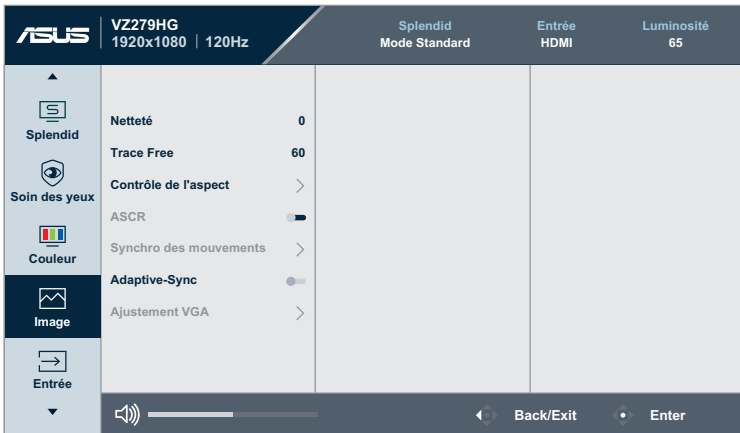 ASUS
VZ279HG
1920x1080 | 120Hz
Splendid
Mode Standard
Entrée
HDMI
Luminosité
65
Splendid
Soin des yeux
Couleur
Image
Entrée
Netteté 0
Trace Free 60
Contrôle de l'aspect
ASCR
Synchro des mouvements
Adaptive-Sync
Ajustement VGA
Back/Exit
Enter